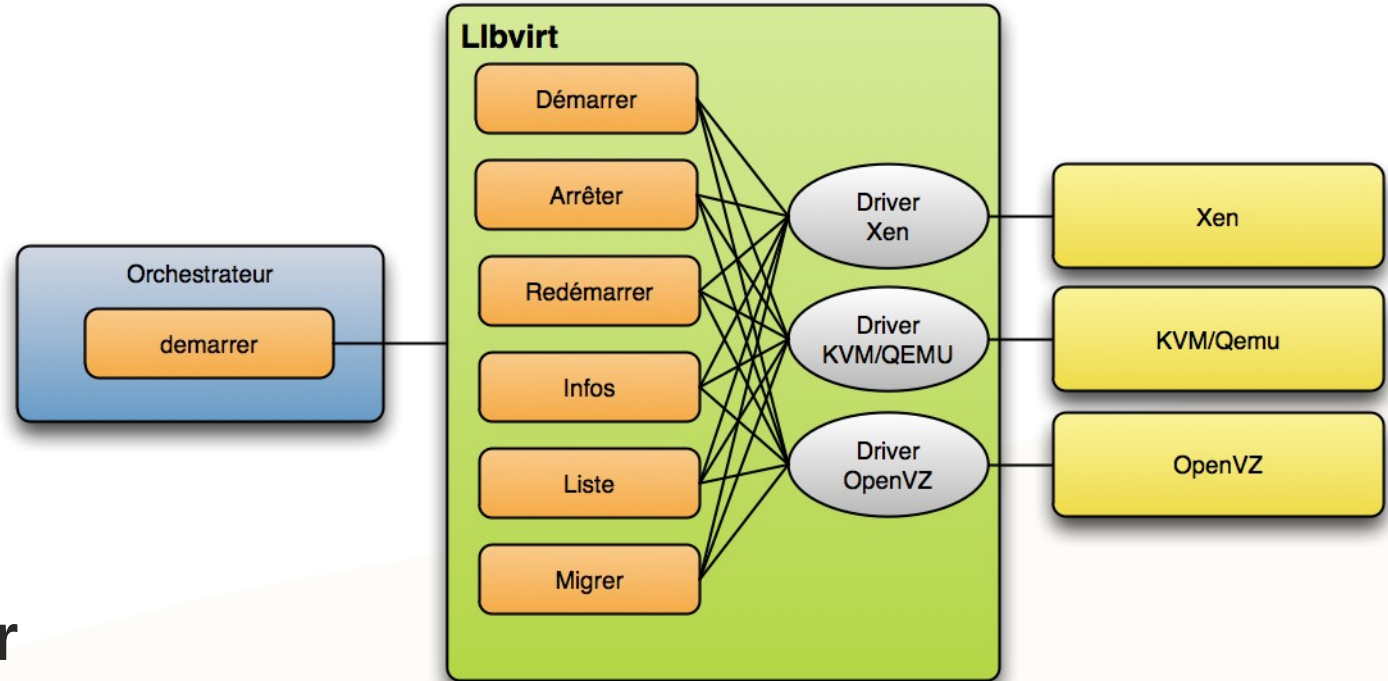 LIbvirt
Démarrer
Arrêter
Redémarrer
Infos
Liste
Migrer
Orchestrateur
demarrer
Driver
Xen
Driver
KVM/QEMU
Driver
OpenVZ
Xen
KVM/Qemu
OpenVZ
r